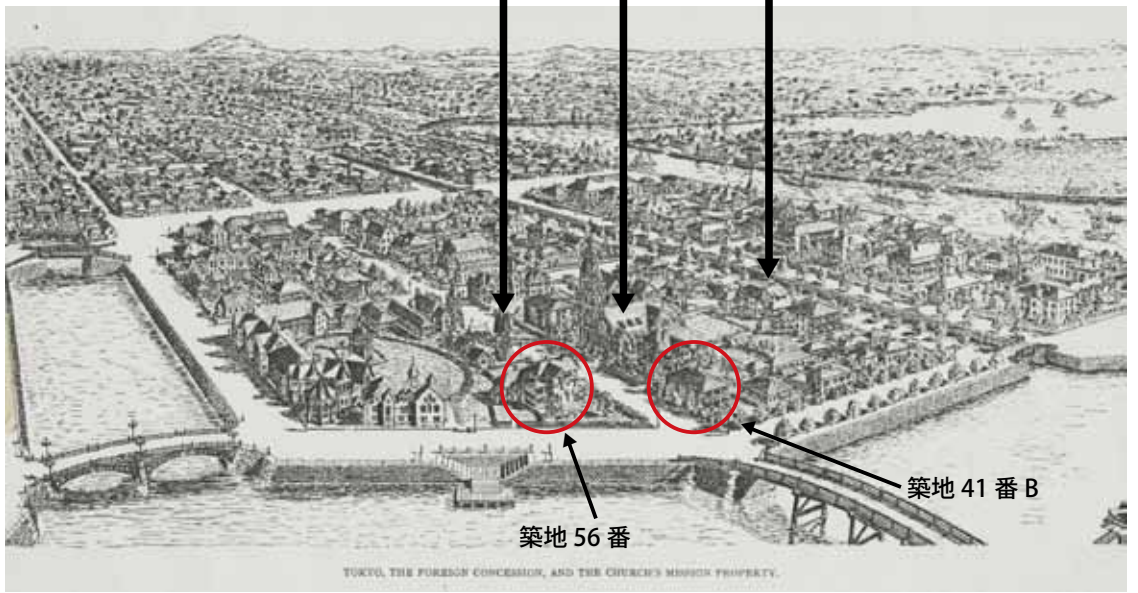 築地 41 番 B
築地 56 番
TOKYO, THE FOREIGN CONCESSION, AND THE CHURCH'S MISSION PROPERTY.